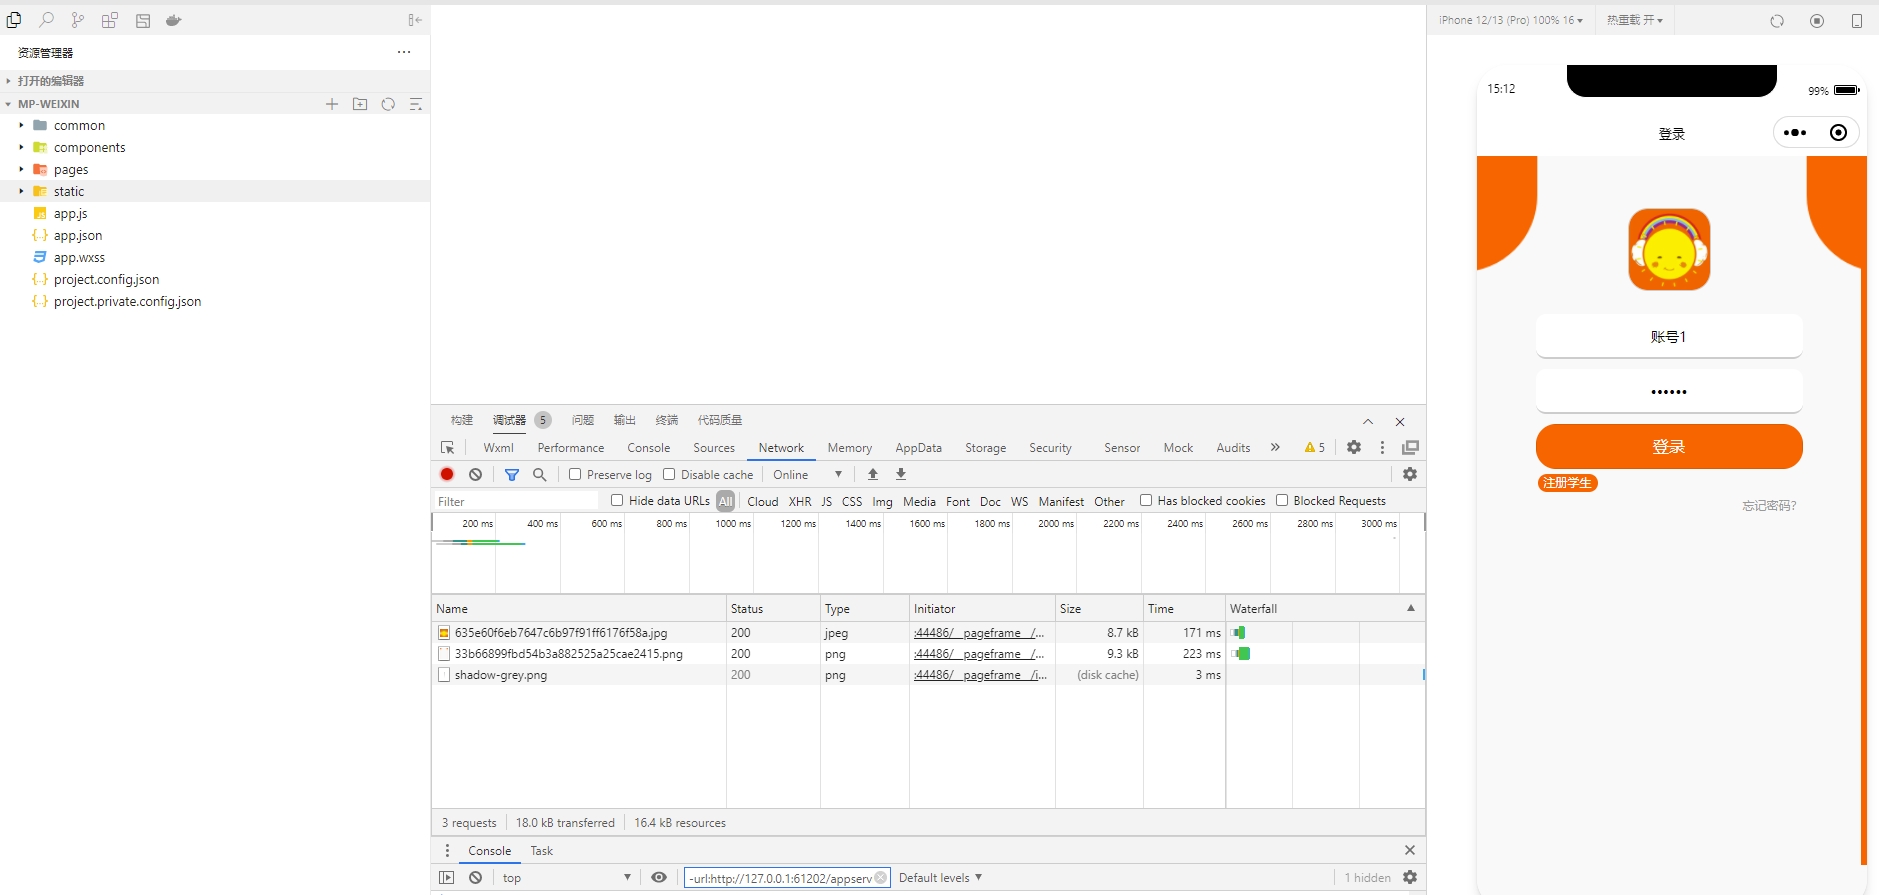 资源管理器
打开的编辑器
MP-WEIXIN
common
components
pages
static
app.js
app.json
app.wxss
project.config.json
project.private.config.json
构建 调试器 5 问题 输出 终端 代码质量
Wxml Performance Console Sources Network Memory AppData Storage Security Sensor Mock Audits 5
Preserve log Disable cache Online
Filter Hide data URLs All Cloud XHR JS CSS Img Media Font Doc WS Manifest Other Has blocked cookies Blocked Requests
200 ms 400 ms 600 ms 800 ms 1000 ms 1200 ms 1400 ms 1600 ms 1800 ms 2000 ms 2200 ms 2400 ms 2600 ms 2800 ms 3000 ms
Name Status Type Initiator Size Time Waterfall
635e60f6eb7647c6b97f91ff6176f58a.jpg 200 jpeg :44486/__pageframe__/... 8.7 kB 171 ms
33b66899fbd54b3a882525a25cae2415.png 200 png :44486/__pageframe__/... 9.3 kB 223 ms
shadow-grey.png 200 png :44486/__pageframe__/i... (disk cache) 3 ms
3 requests 18.0 kB transferred 16.4 kB resources
Console Task
top -url:http://127.0.0.1:61202/appserv Default levels 1 hidden
iPhone 12/13 (Pro) 100% 16 热重载 开
15:12 99%
登录
账号1
••••••
登录
注册学生
忘记密码?